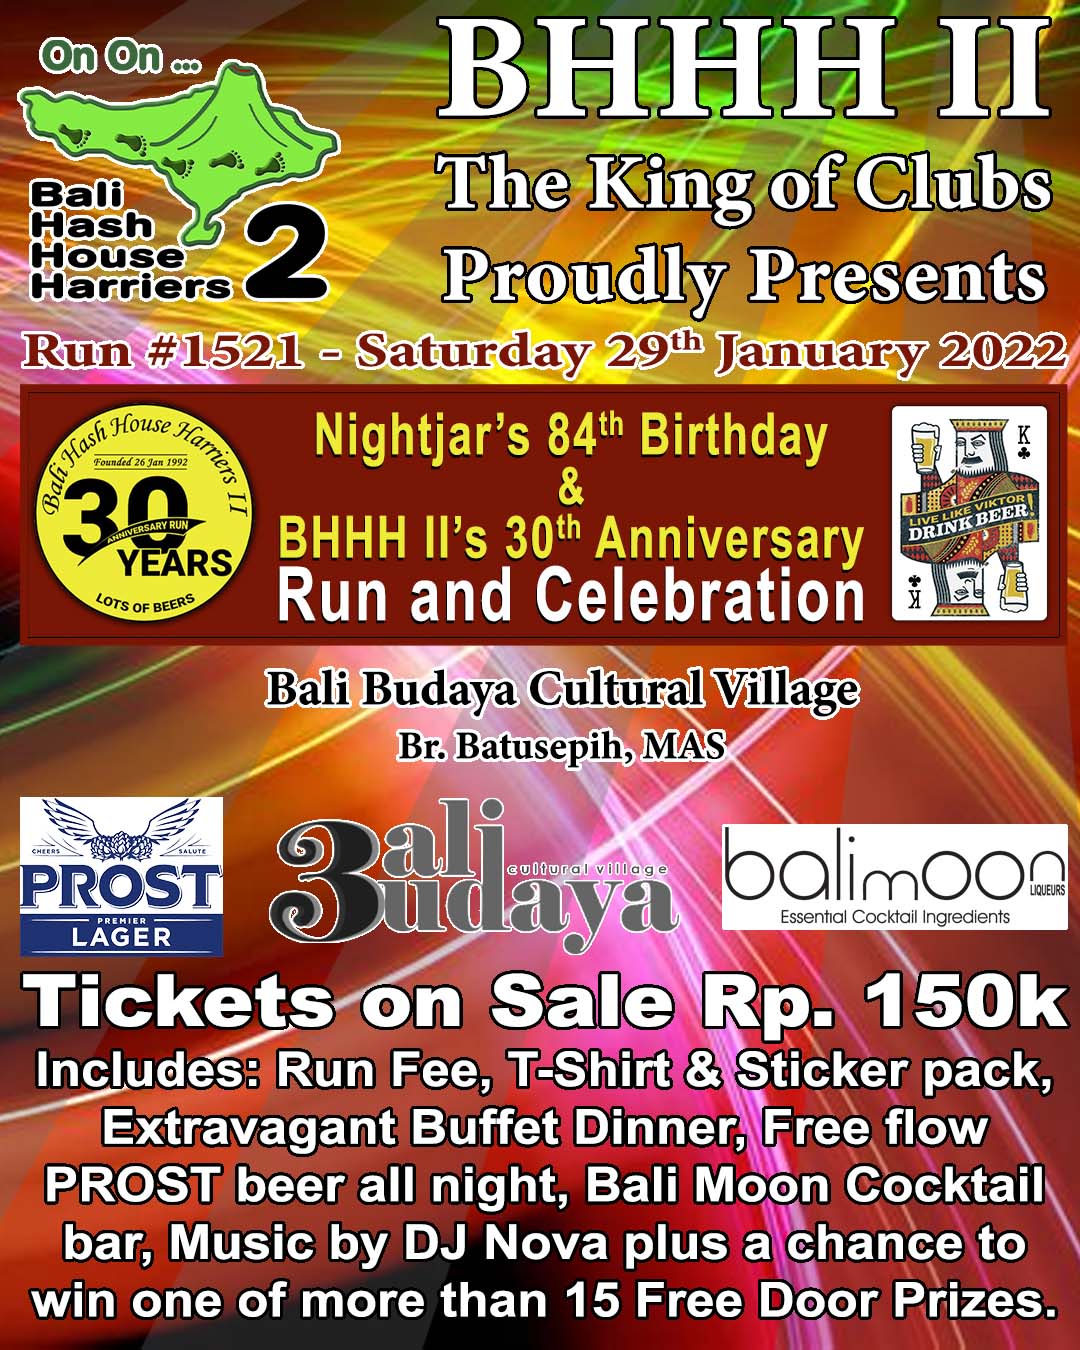 On On ...
Bali
Hash
House
Harriers 2
BHHH II
The King of Clubs
Proudly Presents
Run #1521 - Saturday 29th January 2022
Bali Hash House Harriers II
Founded 26 Jan 1992
30
ANNIVERSARY RUN
YEARS
LOTS OF BEERS
Nightjar's 84th Birthday
&
BHHH II's 30th Anniversary
Run and Celebration
K
LIVE LIKE VIKTOR
DRINK BEER!
K
Bali Budaya Cultural Village
Br. Batusepih, MAS
CHEERS SALUTE
PROST
PREMIER
LAGER
Bali
cultural village
Budaya
balimoon
LIQUEURS
Essential Cocktail Ingredients
Tickets on Sale Rp. 150k
Includes: Run Fee, T-Shirt & Sticker pack,
Extravagant Buffet Dinner, Free flow
PROST beer all night, Bali Moon Cocktail
bar, Music by DJ Nova plus a chance to
win one of more than 15 Free Door Prizes.